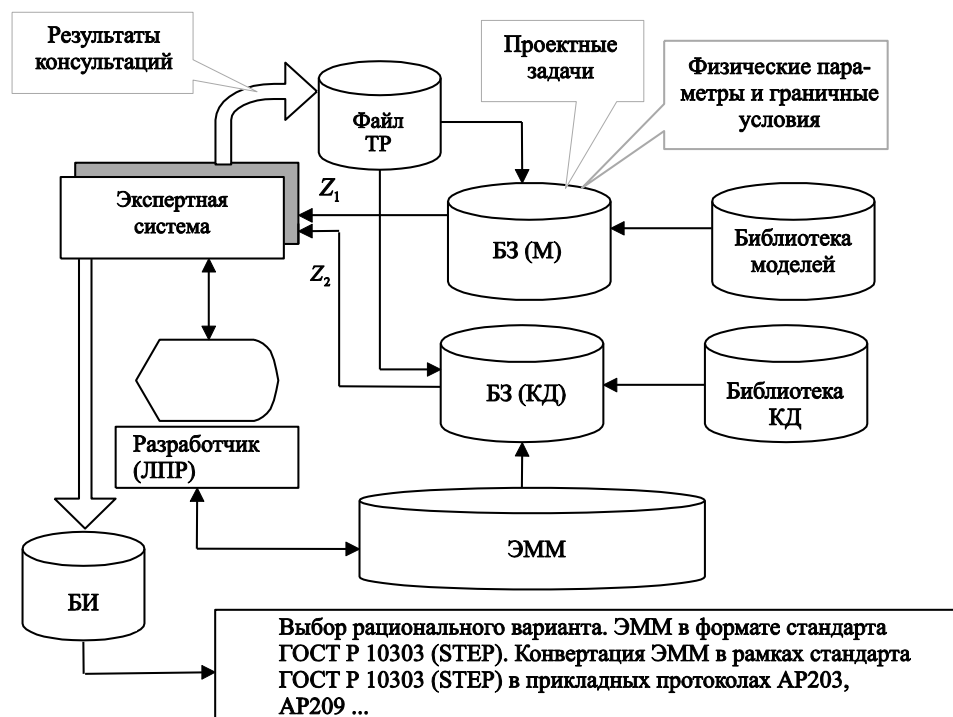 Результаты
консультаций
Проектные
задачи
Физические пара-
метры и граничные
условия
Файл
ТР
Экспертная
система
Z1
Z2
БЗ (М)
Библиотека
моделей
БЗ (КД)
Библиотека
КД
Разработчик
(ЛПР)
ЭММ
БИ
Выбор рационального варианта. ЭММ в формате стандарта
ГОСТ Р 10303 (STEP). Конвертация ЭММ в рамках стандарта
ГОСТ Р 10303 (STEP) в прикладных протоколах АР203,
АР209 ...